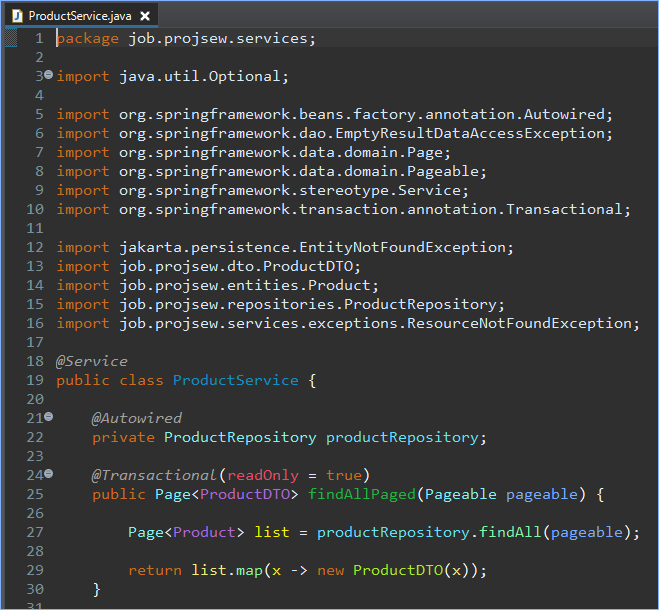 ProductService.java
1 package job.projsew.services;
2
3 import java.util.Optional;
4
5 import org.springframework.beans.factory.annotation.Autowired;
6 import org.springframework.dao.EmptyResultDataAccessException;
7 import org.springframework.data.domain.Page;
8 import org.springframework.data.domain.Pageable;
9 import org.springframework.stereotype.Service;
10 import org.springframework.transaction.annotation.Transactional;
11
12 import jakarta.persistence.EntityNotFoundException;
13 import job.projsew.dto.ProductDTO;
14 import job.projsew.entities.Product;
15 import job.projsew.repositories.ProductRepository;
16 import job.projsew.services.exceptions.ResourceNotFoundException;
17
18 @Service
19 public class ProductService {
20
21 @Autowired
22 private ProductRepository productRepository;
23
24 @Transactional(readOnly = true)
25 public Page<ProductDTO> findAllPaged(Pageable pageable) {
26
27 Page<Product> list = productRepository.findAll(pageable);
28
29 return list.map(x -> new ProductDTO(x));
30 }
31